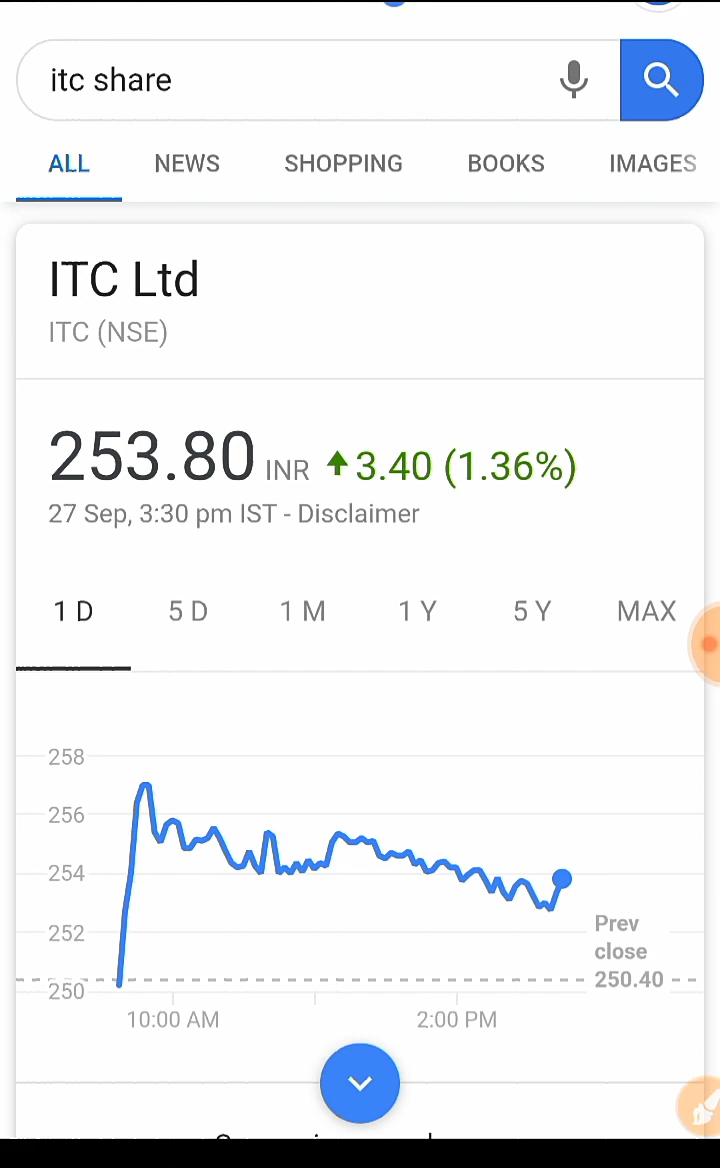 itc share
ALL NEWS SHOPPING BOOKS IMAGES
ITC Ltd
ITC (NSE)
253.80 INR ↑3.40 (1.36%)
27 Sep, 3:30 pm IST - Disclaimer
1 D 5 D 1 M 1 Y 5 Y MAX
258
256
254
252
250
Prev
close
250.40
10:00 AM 2:00 PM